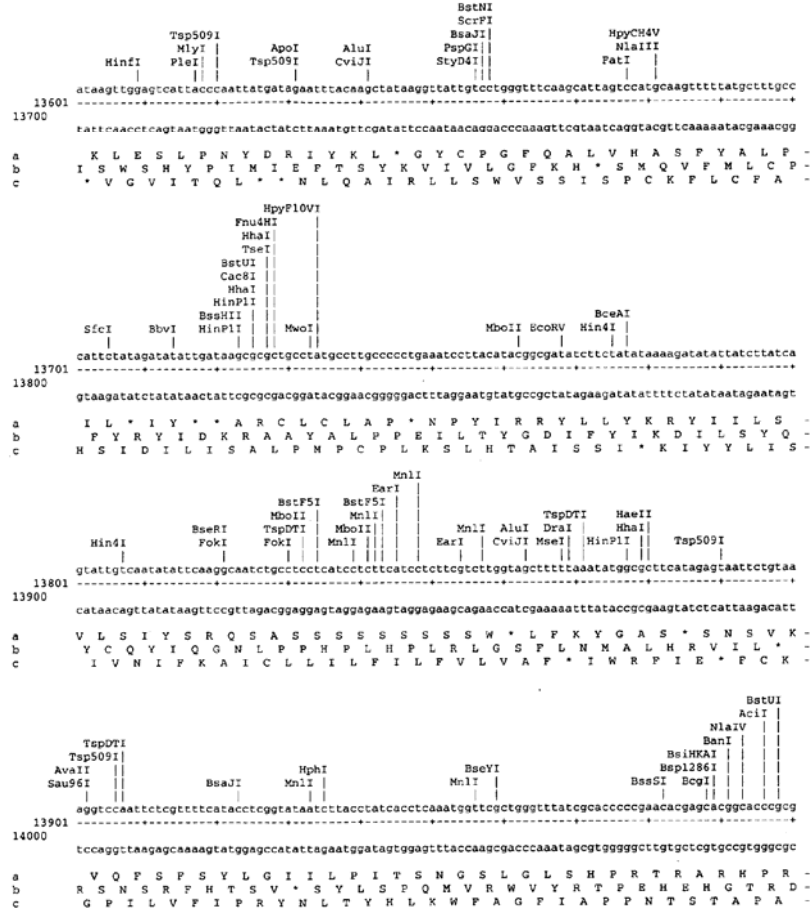 BstNI
ScrFI
Tsp509I BsaJI HpyCH4V
MlyI ApoI AluI PspGI NlaIII
HinfI PleI Tsp509I CviJI StyD4I FatI
ataagttggagtcattacccaattatgatagaatttacaagctataaggttattgtcctgggtttcaagcattagtccatgcaagtttttatgctttgcc
13601
13700
tattcaacctcagtaatgggttaatactatcttaaatgttcgatattccaataacaggacccaaagttcgtaatcaggtacgttcaaaaatacgaaacgg
a K L E S L P N Y D R I Y K L * G Y C P G F Q A L V H A S F Y A L P -
b I S W S H Y P I M I E F T S Y K V I V L G F K H * S M Q V F M L C P -
c * V G V I T Q L * * N L Q A I R L L S W V S S I S P C K F L C F A -
HpyF10VI
Fnu4HI
HhaI
TseI
BstUI
Cac8I
HhaI
HinP1I
BssHII BceAI
SfcI BbvI HinP1I MwoI MboII EcoRV Hin4I
cattctatagatatattgataagcgcgctgcctatgccttgccccctgaaatccttacatacggcgatatcttctatataaaagatatattatcttatca
13701
13800
gtaagatatctatataactattcgcgcgacggatacggaacgggggactttaggaatgtatgccgctatagaagatatattttctatataatagaatagt
a I L * I Y * * A R C L C L A P * N P Y I R R Y L L Y K R Y I I L S -
b F Y R Y I D K R A A Y A L P P E I L T Y G D I F Y I K D I L S Y Q -
c H S I D I L I S A L P M P C P L K S L H T A I S S I * K I Y Y L I S -
MnlI
EarI
BstF5I BstF5I
MboII MnlI TspDTI HaeII
BseRI TspDTI MboII MnlI AluI DraI HhaI
Hin4I FokI FokI MnlI EarI CviJI MseI HinP1I Tsp509I
gtattgtcaatatattcaaggcaatctgcctcctcatcctcttcatcctcttcgtcttggtagctttttaaatatggcgcttcatagagtaattctgtaa
13801
13900
cataacagttatataagttccgttagacggaggagtaggagaagtaggagaagcagaaccatcgaaaaatttataccgcgaagtatctcattaagacatt
a V L S I Y S R Q S A S S S S S S S S W * L F K Y G A S * S N S V K -
b Y C Q Y I Q G N L P P H P L H P L R L G S F L N M A L H R V I L * -
c I V N I F K A I C L L I L F I L F V L V A F * I W R F I E * F C K -
BstUI
AciI
TspDTI NlaIV
Tsp509I BanI
AvaII HphI BseYI BsiHKAI
Sau96I BsaJI MnlI MnlI Bsp1286I
BssSI BcgI
aggtccaattctcgttttcatacctcggtataatcttacctatcacctcaaatggttcgctgggtttatcgcacccccgaacacgagcacggcacccgcg
13901
14000
tccaggttaagagcaaaagtatggagccatattagaatggatagtggagtttaccaagcgacccaaatagcgtgggggcttgtgctcgtgccgtgggcgc
a V Q F S F S Y L G I I L P I T S N G S L G L S H P R T R A R H P R -
b R S N S R F H T S V * S Y L S P Q M V R W V Y R T P E H E H G T R D -
c G P I L V F I P R Y N L T Y H L K W F A G F I A P P N T S T A P A -